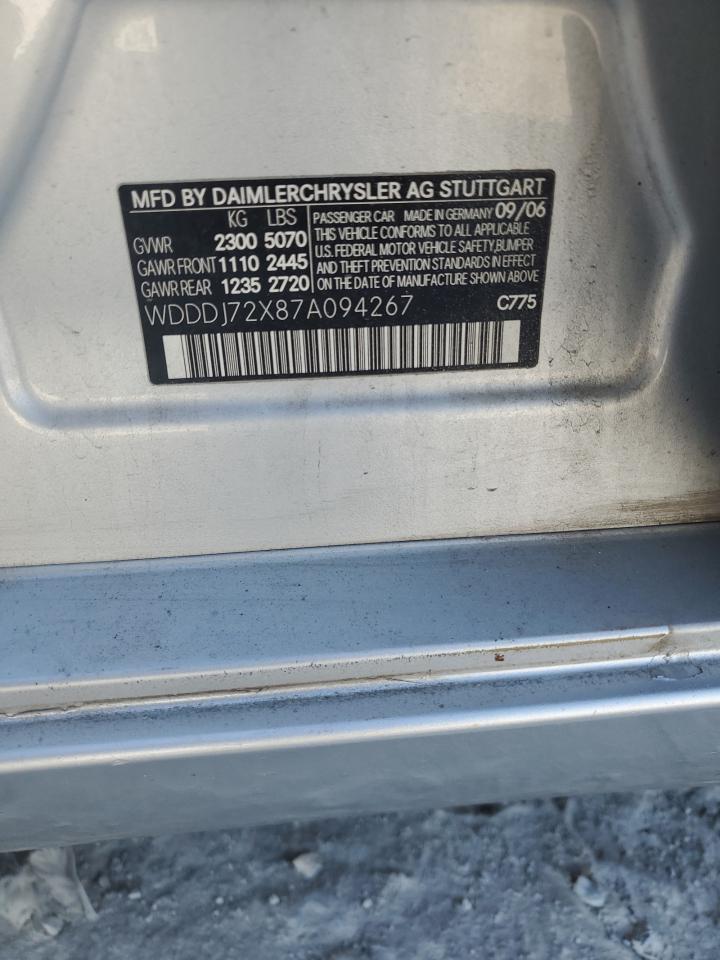 MFD BY DAIMLERCHRYSLER AG STUTTGART
KG LBS
GVWR 2300 5070
GAWR FRONT 1110 2445
GAWR REAR 1235 2720
PASSENGER CAR MADE IN GERMANY 09/06
THIS VEHICLE CONFORMS TO ALL APPLICABLE
U.S. FEDERAL MOTOR VEHICLE SAFETY, BUMPER
AND THEFT PREVENTION STANDARDS IN EFFECT
ON THE DATE OF MANUFACTURE SHOWN ABOVE
WDDDJ72X87A094267
C775